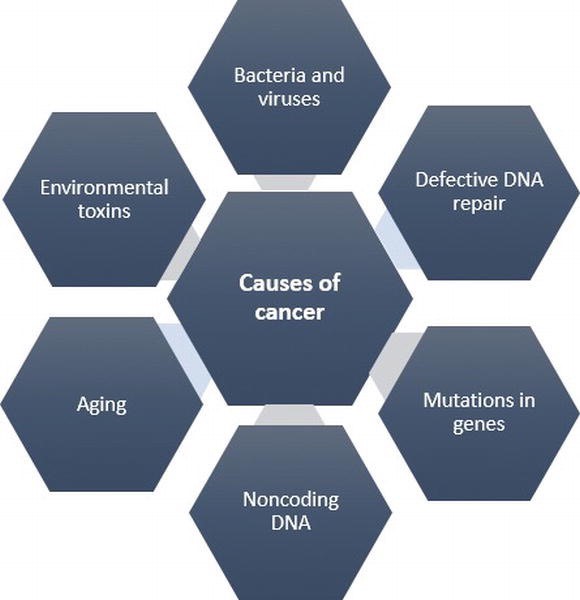 Bacteria and
viruses
Defective DNA
repair
Environmental
toxins
Causes of
cancer
Mutations in
genes
Aging
Noncoding
DNA